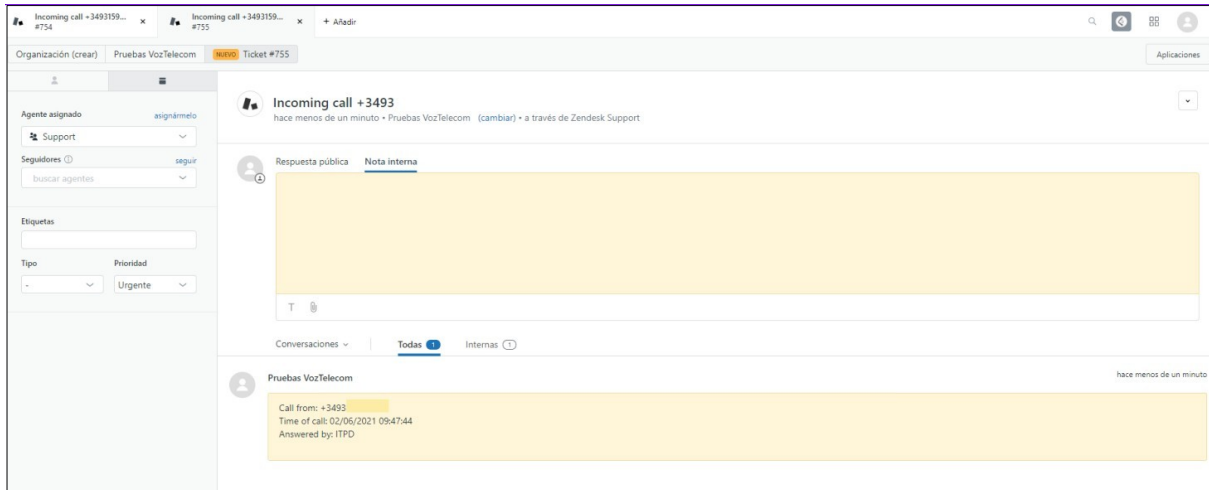 Incoming call +3493159...
#754
Incoming call +3493159...
#755
+ Añadir
Organización (crear)
Pruebas VozTelecom
NUEVO Ticket #755
Aplicaciones
Agente asignado
asignármelo
Support
Seguidores
seguir
buscar agentes
Etiquetas
Tipo
Prioridad
-
Urgente
Incoming call +3493
hace menos de un minuto • Pruebas VozTelecom (cambiar) • a través de Zendesk Support
Respuesta pública
Nota interna
T
Conversaciones
Todas 1
Internas 1
Pruebas VozTelecom
hace menos de un minuto
Call from: +3493
Time of call: 02/06/2021 09:47:44
Answered by: ITPD